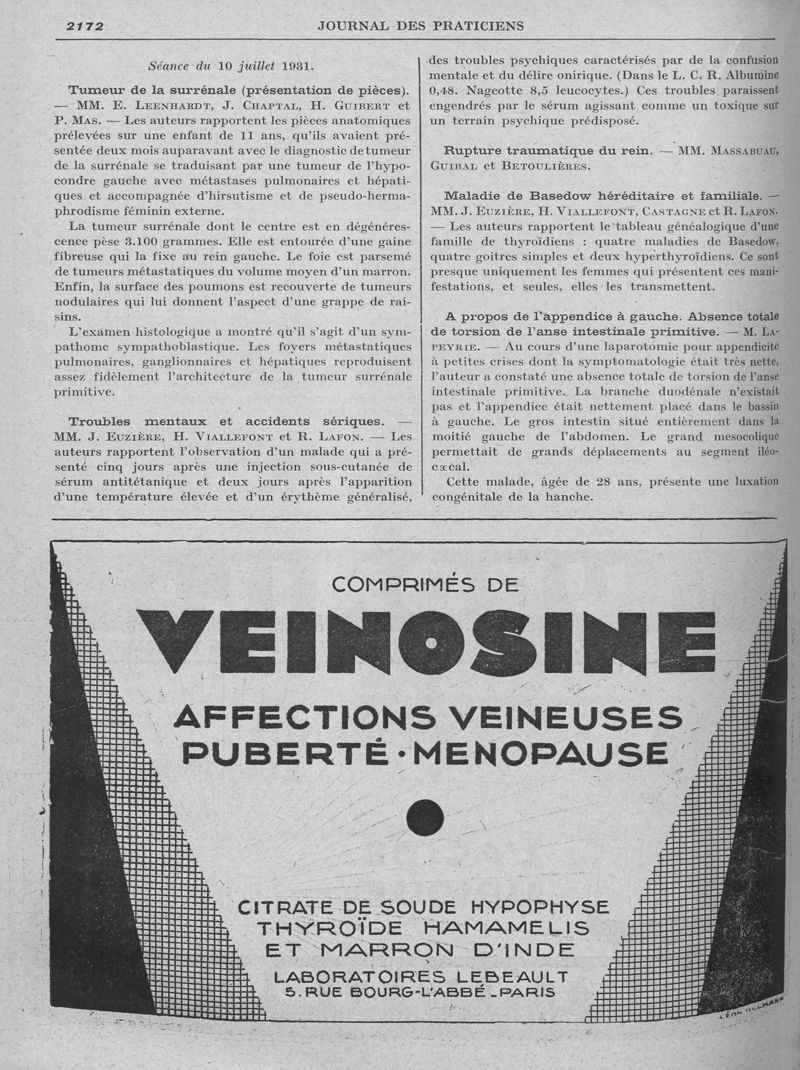 2172
JOURNAL DES PRATICIENS
Séance du 10 juillet 1931.
Tumeur de la surrénale (présentation de pièces).
— MM. E. LEENHARDT, J. CHAPTAL, H. GUIBERT et
P. MAS. — Les auteurs rapportent les pièces anatomiques
prélevées sur une enfant de 11 ans, qu'ils avaient pré-
sentée deux mois auparavant avec le diagnostic de tumeur
de la surrénale se traduisant par une tumeur de l'hypo-
condre gauche avec métastases pulmonaires et hépati-
ques et accompagnée d'hirsutisme et de pseudo-herma-
phrodisme féminin externe.
La tumeur surrénale dont le centre est en dégénéres-
cence pèse 3.100 grammes. Elle est entourée d'une gaine
fibreuse qui la fixe au rein gauche. Le foie est parsemé
de tumeurs métastatiques du volume moyen d'un marron.
Enfin, la surface des poumons est recouverte de tumeurs
nodulaires qui lui donnent l'aspect d'une grappe de rai-
sins.
L'examen histologique a montré qu'il s'agit d'un sym-
pathome sympathoblastique. Les foyers métastatiques
pulmonaires, ganglionnaires et hépatiques reproduisent
assez fidèlement l'architecture de la tumeur surrénale
primitive.
Troubles mentaux et accidents sériques. —
MM. J. EUZIÈRE, H. VIALLEFONT et R. LAFON. — Les
auteurs rapportent l'observation d'un malade qui a pré-
senté cinq jours après une injection sous-cutanée de
sérum antitétanique et deux jours après l'apparition
d'une température élevée et d'un érythème généralisé,
des troubles psychiques caractérisés par de la confusion
mentale et du délire onirique. (Dans le L. C. R. Albumine
0,48. Nageotte 8,5 leucocytes.) Ces troubles paraissent
engendrés par le sérum agissant comme un toxique sur
un terrain psychique prédisposé.
Rupture traumatique du rein. — MM. MASSABUAU,
GUIBAL et BETOULIÈRES.
Maladie de Basedow héréditaire et familiale. —
MM. J. EUZIÈRE, H. VIALLEFONT, CASTAGNE et R. LAFON.
— Les auteurs rapportent le tableau généalogique d'une
famille de thyroïdiens : quatre maladies de Basedow,
quatre goitres simples et deux hyperthyroïdiens. Ce sont
presque uniquement les femmes qui présentent ces mani-
festations, et seules, elles les transmettent.
A propos de l'appendice à gauche. Absence totale
de torsion de l'anse intestinale primitive. — M. LA-
PEYRIE. — Au cours d'une laparotomie pour appendicite
à petites crises dont la symptomatologie était très nette,
l'auteur a constaté une absence totale de torsion de l'anse
intestinale primitive. La branche duodénale n'existait
pas et l'appendice était nettement placé dans le bassin
à gauche. Le gros intestin situé entièrement dans la
moitié gauche de l'abdomen. Le grand mesocolique
permettait de grands déplacements au segment iléo-
cæcal.
Cette malade, âgée de 28 ans, présente une luxation
congénitale de la hanche.
COMPRIMÉS DE
VEINOSINE
AFFECTIONS VEINEUSES
PUBERTÉ • MENOPAUSE
CITRATE DE SOUDE HYPOPHYSE
THYROÏDE HAMAMELIS
ET MARRON D'INDE
LABORATOIRES LEBEAULT
5. RUE BOURG-L'ABBÉ - PARIS
LÉON ULLMANN